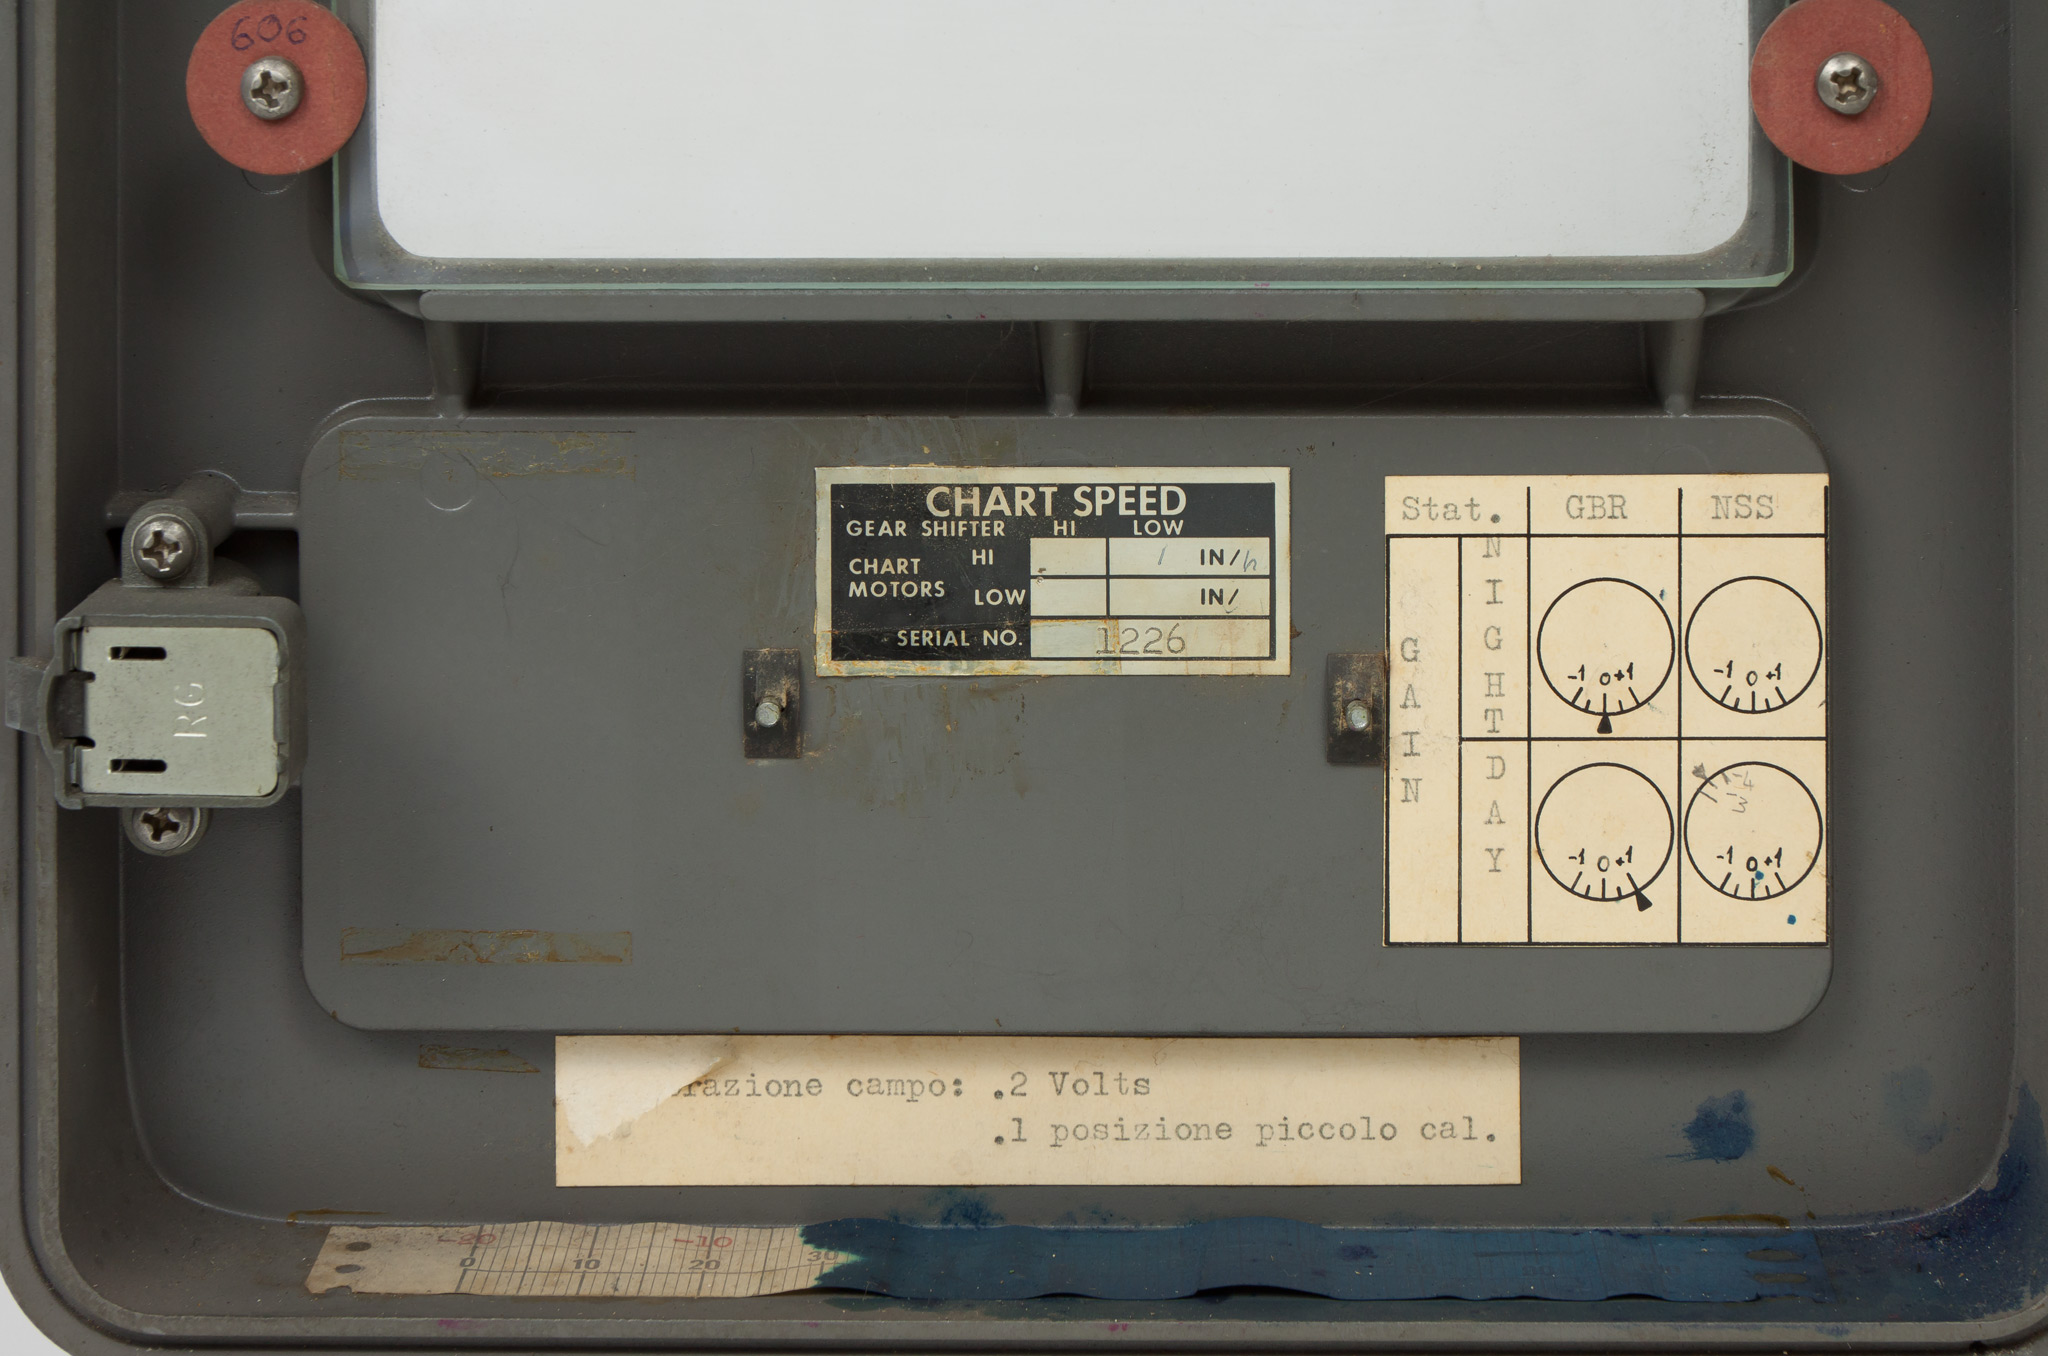 606
CHART SPEED
GEAR SHIFTER HI LOW
CHART MOTORS
HI 1 IN/h
LOW IN/
SERIAL NO. 1226
RG
Stat. GBR NSS
GAIN
NIGHT
-1 0 +1
-1 0 +1
DAY
-4
-3
-1 0 +1
-1 0 +1
campo: .2 Volts
.1 posizione piccolo cal.
-20 -10
0 10 20 30